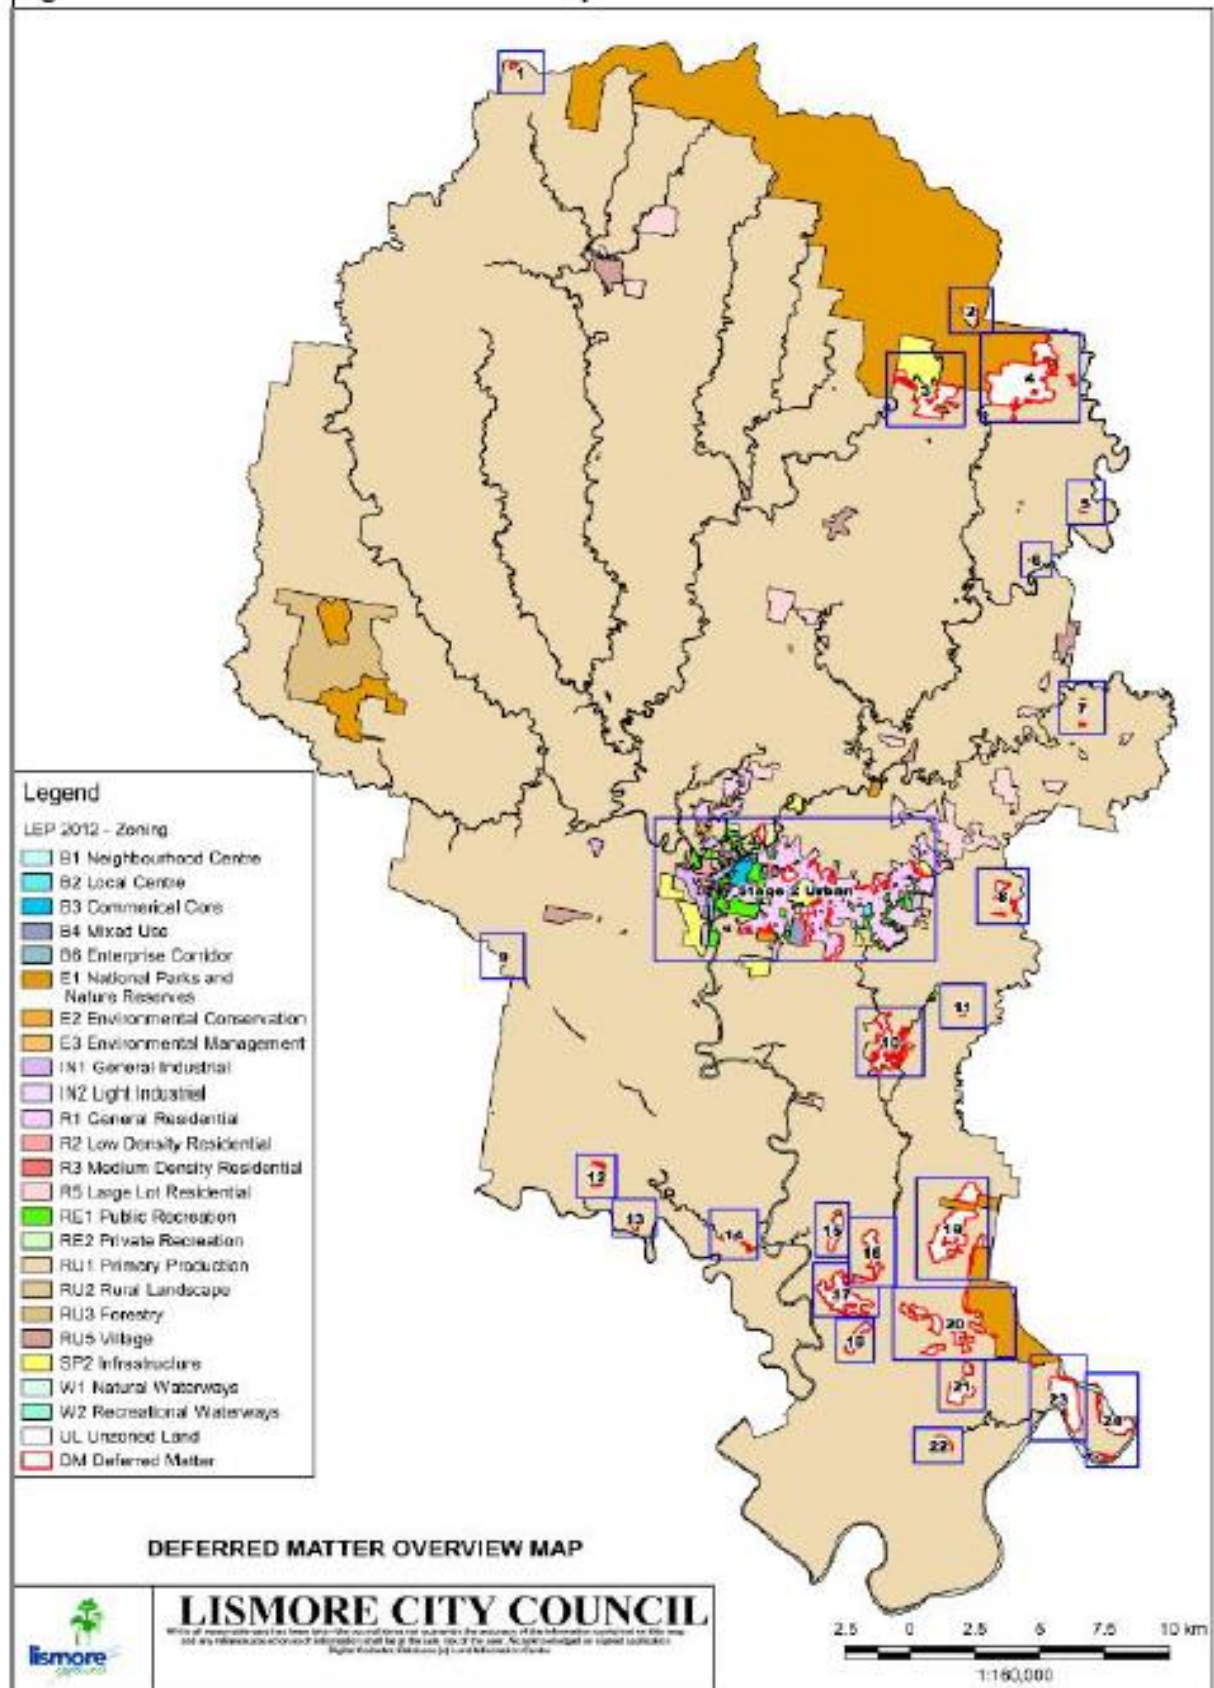 1
2
3
4
5
6
7
Legend
LEP 2012 - Zoning
B1 Neighbourhood Centre
B2 Local Centre
B3 Commerical Core
B4 Mixed Use
B6 Enterprise Corridor
E1 National Parks and
Nature Reserves
E2 Environmental Conservation
E3 Environmental Management
IN1 General Industrial
IN2 Light Industrial
R1 General Residential
R2 Low Density Residential
R3 Medium Density Residential
R5 Large Lot Residential
RE1 Public Recreation
RE2 Private Recreation
RU1 Primary Production
RU2 Rural Landscape
RU3 Forestry
RU5 Village
SP2 Infrastructure
W1 Natural Waterways
W2 Recreational Waterways
UL Unzoned Land
DM Deferred Matter
Stage 2 Urban
8
9
11
10
12
13
14
15
16
19
17
18
20
21
23
24
22
DEFERRED MATTER OVERVIEW MAP
lismore
LISMORE CITY COUNCIL
2.5 0 2.5 5 7.5 10 km
1:160,000